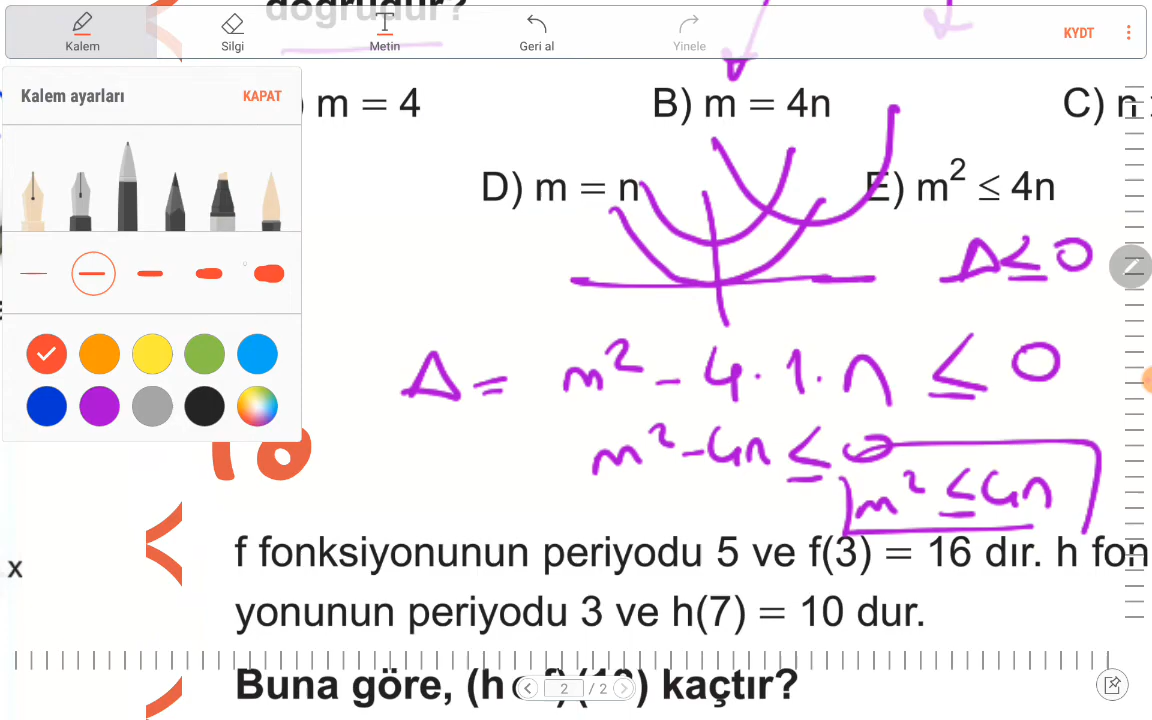 doğrudur?
Kalem Silgi Metin Geri al Yinele KYDT
Kalem ayarları KAPAT
m = 4 B) m = 4n C) n
D) m = n E) m² ≤ 4n
Δ ≤ 0
Δ = m² - 4 · 1 · n ≤ 0
m² - 4n ≤ 0
m² ≤ 4n
18
f fonksiyonunun periyodu 5 ve f(3) = 16 dır. h fon
x
yonunun periyodu 3 ve h(7) = 10 dur.
Buna göre, (h kaçtır?
2 / 2